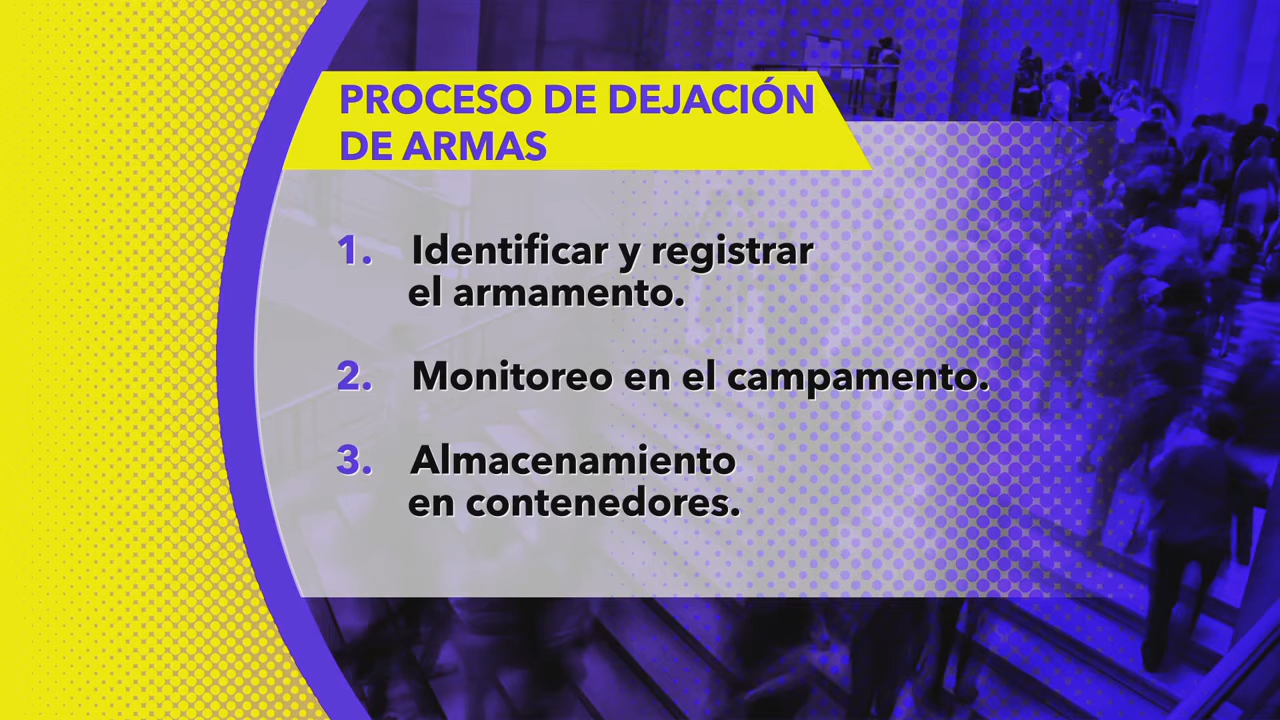 PROCESO DE DEJACIÓN
DE ARMAS
1. Identificar y registrar
el armamento.
2. Monitoreo en el campamento.
3. Almacenamiento
en contenedores.